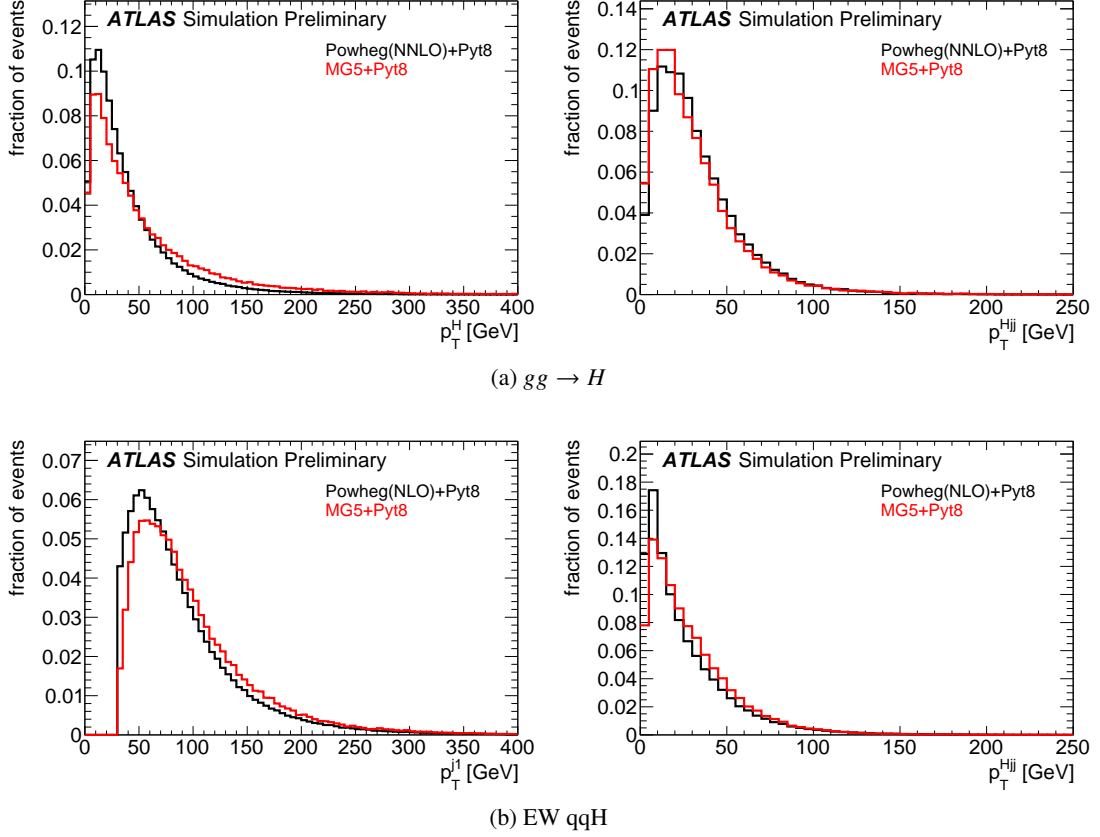 ATLAS Simulation Preliminary
Powheg(NNLO)+Pyt8
MG5+Pyt8
fraction of events
0.12
0.1
0.08
0.06
0.04
0.02
0
0 50 100 150 200 250 300 350 400
p_T^H [GeV]
ATLAS Simulation Preliminary
Powheg(NNLO)+Pyt8
MG5+Pyt8
fraction of events
0.14
0.12
0.1
0.08
0.06
0.04
0.02
0
0 50 100 150 200 250
p_T^Hjj [GeV]
(a) gg → H
ATLAS Simulation Preliminary
Powheg(NLO)+Pyt8
MG5+Pyt8
fraction of events
0.07
0.06
0.05
0.04
0.03
0.02
0.01
0
0 50 100 150 200 250 300 350 400
p_T^j1 [GeV]
ATLAS Simulation Preliminary
Powheg(NLO)+Pyt8
MG5+Pyt8
fraction of events
0.2
0.18
0.16
0.14
0.12
0.1
0.08
0.06
0.04
0.02
0
0 50 100 150 200 250
p_T^Hjj [GeV]
(b) EW qqH